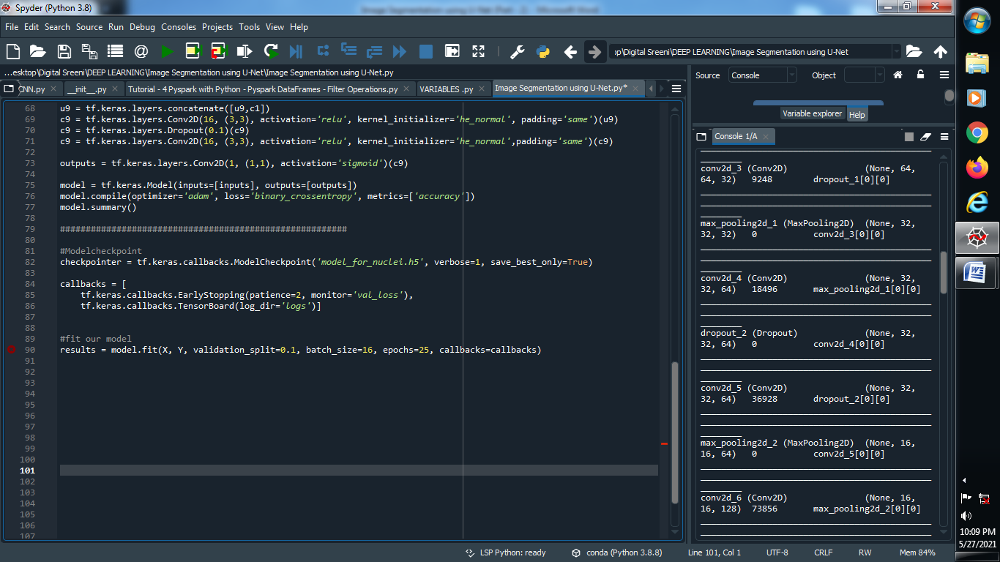 Spyder (Python 3.8)
File Edit Search Source Run Debug Consoles Projects Tools View Help
ɔp\Digital Sreeni\DEEP LEARNING\Image Segmentation using U-Net
...esktop\Digital Sreeni\DEEP LEARNING\Image Segmentation using U-Net\Image Segmentation using U-Net.py
CNN.py __init__.py Tutorial - 4 Pyspark with Python - Pyspark DataFrames - Filter Operations.py VARIABLES .py Image Segmentation using U-Net.py*
68 u9 = tf.keras.layers.concatenate([u9,c1])
69 c9 = tf.keras.layers.Conv2D(16, (3,3), activation='relu', kernel_initializer='he_normal', padding='same')(u9)
70 c9 = tf.keras.layers.Dropout(0.1)(c9)
71 c9 = tf.keras.layers.Conv2D(16, (3,3), activation='relu', kernel_initializer='he_normal',padding='same')(c9)
72
73 outputs = tf.keras.layers.Conv2D(1, (1,1), activation='sigmoid')(c9)
74
75 model = tf.keras.Model(inputs=[inputs], outputs=[outputs])
76 model.compile(optimizer='adam', loss='binary_crossentropy', metrics=['accuracy'])
77 model.summary()
78
79 ########################################################
80
81 #Modelcheckpoint
82 checkpointer = tf.keras.callbacks.ModelCheckpoint('model_for_nuclei.h5', verbose=1, save_best_only=True)
83
84 callbacks = [
85 tf.keras.callbacks.EarlyStopping(patience=2, monitor='val_loss'),
86 tf.keras.callbacks.TensorBoard(log_dir='logs')]
87
88
89 #fit our model
90 results = model.fit(X, Y, validation_split=0.1, batch_size=16, epochs=25, callbacks=callbacks)
91
92
93
94
95
96
97
98
99
100
101
102
103
104
105
106
107
Source Console Object
Variable explorer Help
Console 1/A
conv2d_3 (Conv2D) (None, 64,
64, 32) 9248 dropout_1[0][0]
max_pooling2d_1 (MaxPooling2D) (None, 32,
32, 32) 0 conv2d_3[0][0]
conv2d_4 (Conv2D) (None, 32,
32, 64) 18496 max_pooling2d_1[0][0]
dropout_2 (Dropout) (None, 32,
32, 64) 0 conv2d_4[0][0]
conv2d_5 (Conv2D) (None, 32,
32, 64) 36928 dropout_2[0][0]
max_pooling2d_2 (MaxPooling2D) (None, 16,
16, 64) 0 conv2d_5[0][0]
conv2d_6 (Conv2D) (None, 16,
16, 128) 73856 max_pooling2d_2[0][0]
LSP Python: ready conda (Python 3.8.8) Line 101, Col 1 UTF-8 CRLF RW Mem 84%
10:09 PM
5/27/2021